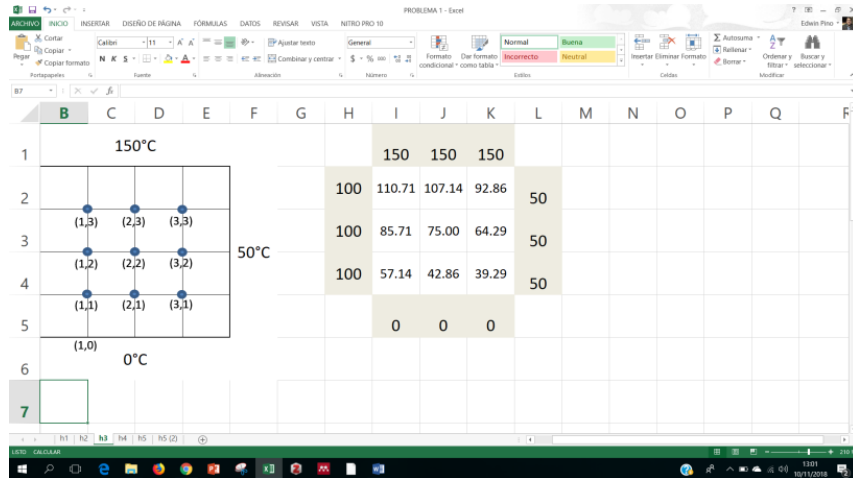 PROBLEMA 1 - Excel
ARCHIVO INICIO INSERTAR DISEÑO DE PÁGINA FÓRMULAS DATOS REVISAR VISTA NITRO PRO 10 Edwin Pino
Cortar
Copiar
Copiar formato
Pegar
Portapapeles
Calibri 11
N K S
Fuente
Ajustar texto
Combinar y centrar
Alineación
General
$ % 000
Número
Formato condicional
Dar formato como tabla
Normal Buena
Incorrecto Neutral
Estilos
Insertar Eliminar Formato
Celdas
Autosuma
Rellenar
Borrar
Ordenar y filtrar
Buscar y seleccionar
Modificar
B7 fx
B C D E F G H I J K L M N O P Q
1 150°C 150 150 150
2 100 110.71 107.14 92.86 50
(1,3) (2,3) (3,3)
3 100 85.71 75.00 64.29 50
50°C
(1,2) (2,2) (3,2)
4 100 57.14 42.86 39.29 50
(1,1) (2,1) (3,1)
5 0 0 0
(1,0)
6 0°C
7
h1 h2 h3 h4 h5 h5 (2)
LISTO CALCULAR
13:01
10/11/2018